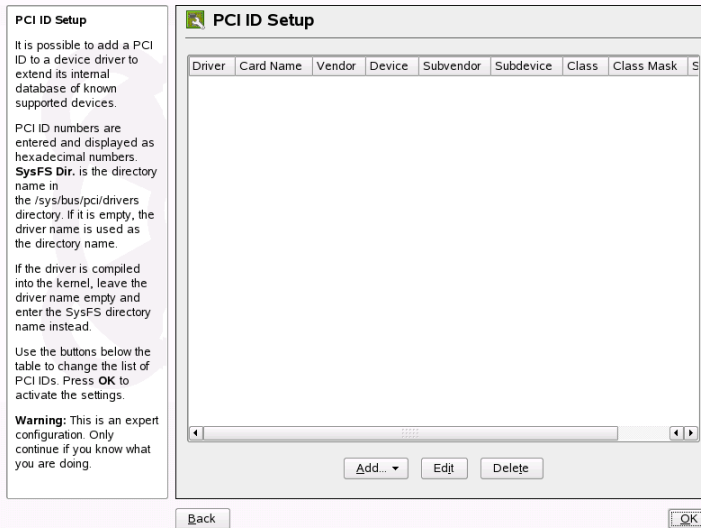 PCI ID Setup
It is possible to add a PCI
ID to a device driver to
extend its internal
database of known
supported devices.
PCI ID numbers are
entered and displayed as
hexadecimal numbers.
SysFS Dir. is the directory
name in
the /sys/bus/pci/drivers
directory. If it is empty, the
driver name is used as
the directory name.
If the driver is compiled
into the kernel, leave the
driver name empty and
enter the SysFS directory
name instead.
Use the buttons below the
table to change the list of
PCI IDs. Press OK to
activate the settings.
Warning: This is an expert
configuration. Only
continue if you know what
you are doing.
PCI ID Setup
Driver Card Name Vendor Device Subvendor Subdevice Class Class Mask S
Add... Edit Delete
Back OK